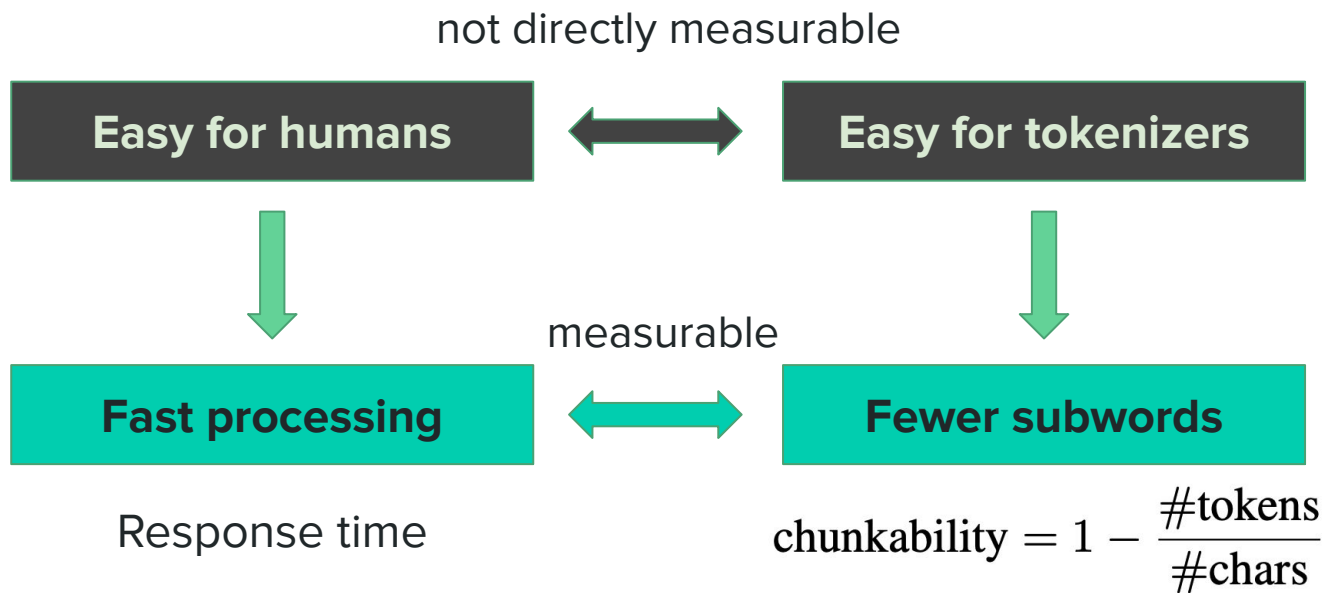 not directly measurable
Easy for humans
Easy for tokenizers
measurable
Fast processing
Fewer subwords
Response time
chunkability = 1 − #tokens / #chars